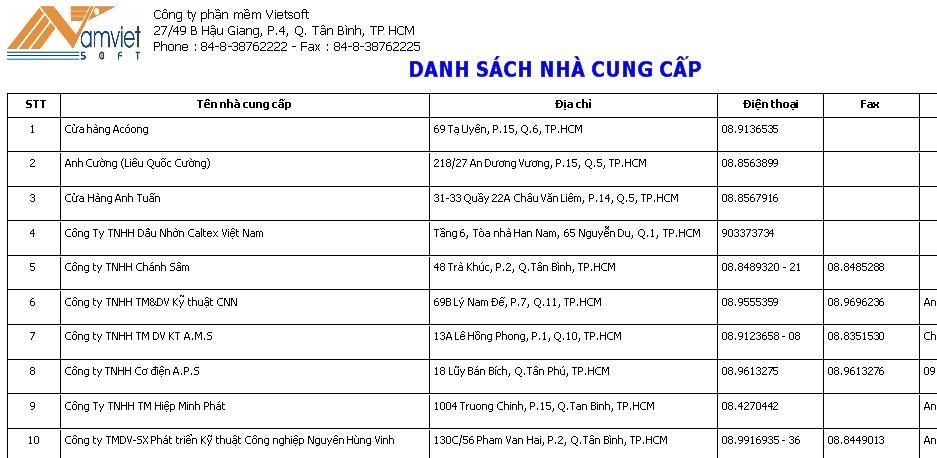 Namviet
SOFT
Công ty phần mềm Vietsoft
27/49 B Hậu Giang, P.4, Q. Tân Bình, TP HCM
Phone : 84-8-38762222 - Fax : 84-8-38762225
DANH SÁCH NHÀ CUNG CẤP
STT Tên nhà cung cấp Địa chỉ Điện thoại Fax
1 Cửa hàng Acóong 69 Tạ Uyên, P.15, Q.6, TP.HCM 08.9136535
2 Anh Cường (Liêu Quốc Cường) 218/27 An Dương Vương, P.15, Q.5, TP.HCM 08.8563899
3 Cửa Hàng Anh Tuấn 31-33 Quầy 22A Châu Văn Liêm, P.14, Q.5, TP.HCM 08.8567916
4 Công Ty TNHH Dầu Nhờn Caltex Việt Nam Tầng 6, Tòa nhà Han Nam, 65 Nguyễn Du, Q.1, TP.HCM 903373734
5 Công ty TNHH Chánh Sâm 48 Trà Khúc, P.2, Q.Tân Bình, TP.HCM 08.8489320 - 21 08.8485288
6 Công ty TNHH TM&DV Kỹ thuật CNN 69B Lý Nam Đế, P.7, Q.11, TP.HCM 08.9555359 08.9696236 An
7 Công ty TNHH TM DV KT A.M.S 13A Lê Hồng Phong, P.1, Q.10, TP.HCM 08.9123658 - 08 08.8351530 Ch
8 Công ty TNHH Cơ điện A.P.S 18 Lũy Bán Bích, Q.Tân Phú, TP.HCM 08.9613275 08.9613276 09
9 Công Ty TNHH TM Hiệp Minh Phát 1004 Truong Chinh, P.15, Q.Tan Binh, TP.HCM 08.4270442 An
10 Công ty TMDV-SX Phát triển Kỹ thuật Công nghiệp Nguyên Hùng Vinh 130C/56 Pham Van Hai, P.2, Q.Tân Bình, TP.HCM 08.9916935 - 36 08.8449013 An